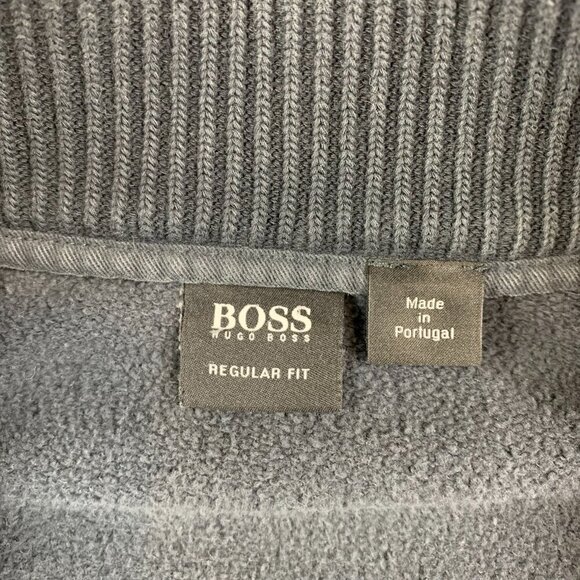 BOSS
HUGO BOSS
REGULAR FIT
Made
in
Portugal